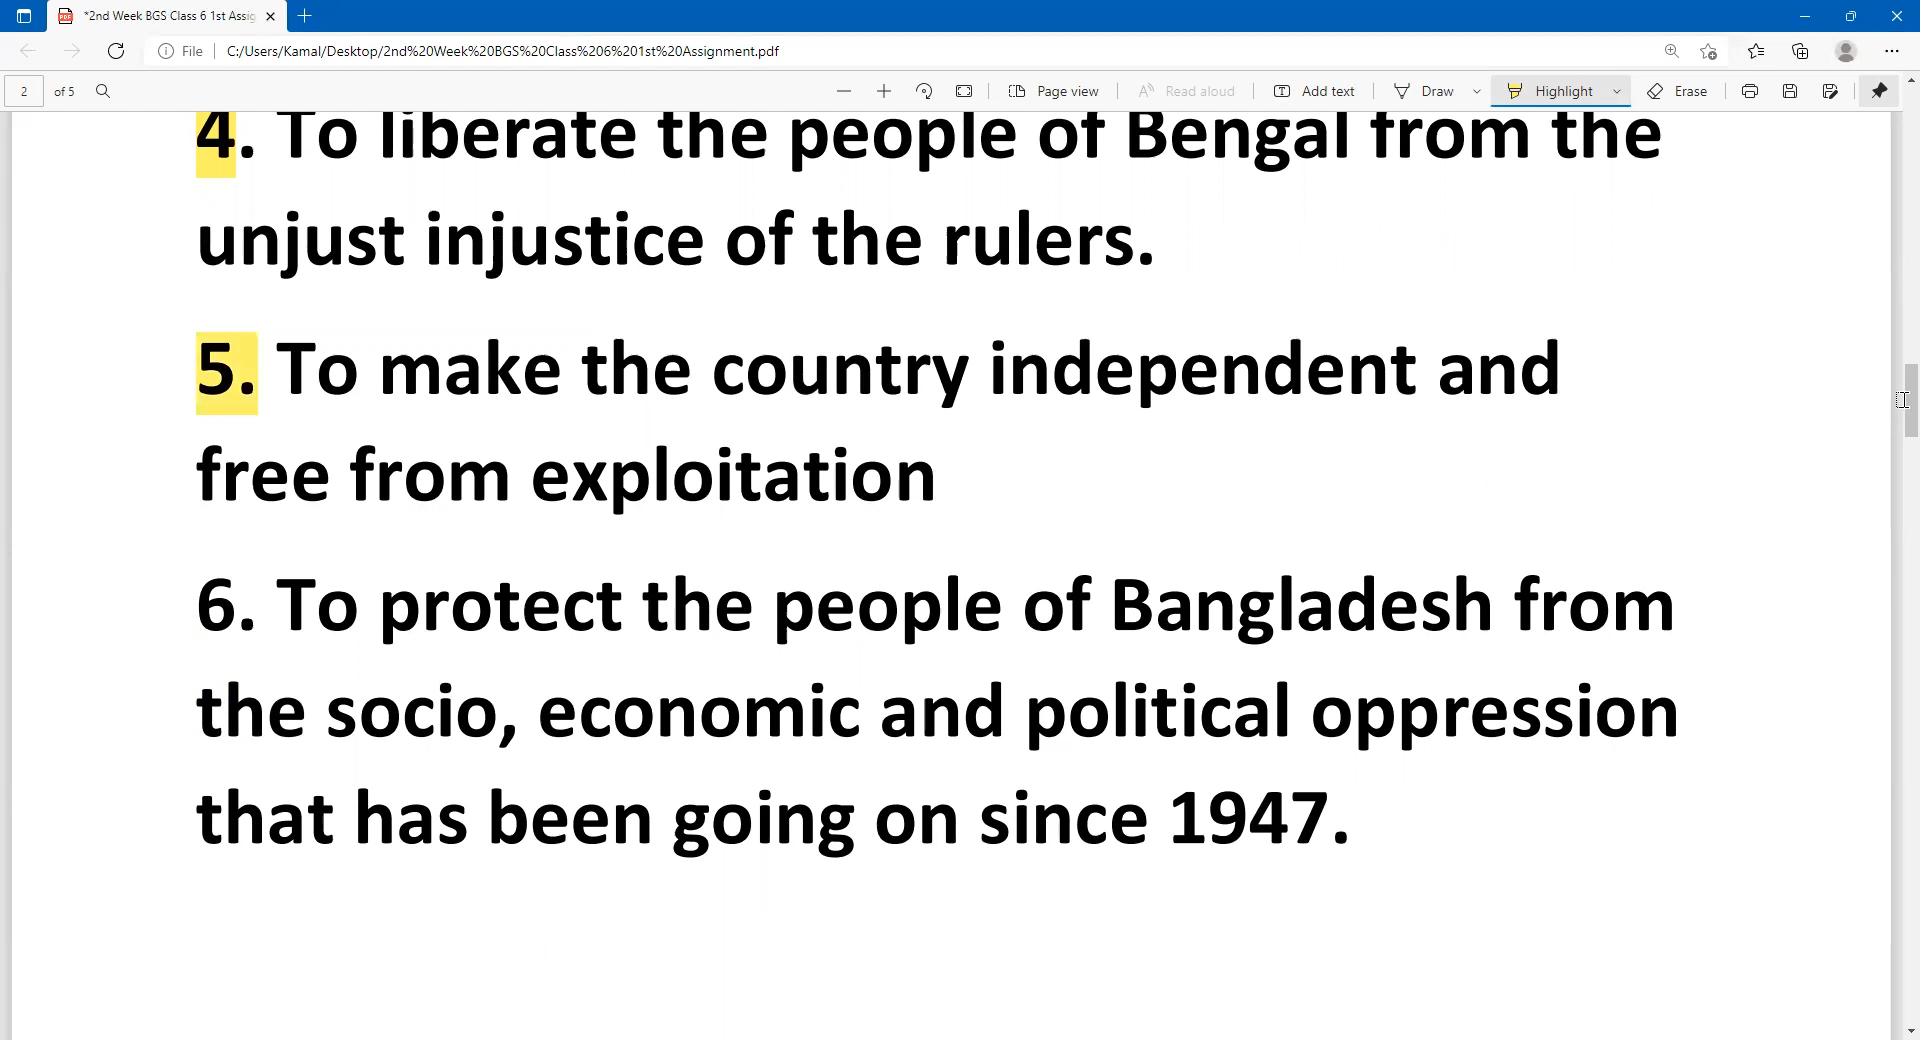 *2nd Week BGS Class 6 1st Assig
File C:/Users/Kamal/Desktop/2nd%20Week%20BGS%20Class%206%201st%20Assignment.pdf
2 of 5 Page view Read aloud Add text Draw Highlight Erase
4. To liberate the people of Bengal from the
unjust injustice of the rulers.
5. To make the country independent and
free from exploitation
6. To protect the people of Bangladesh from
the socio, economic and political oppression
that has been going on since 1947.